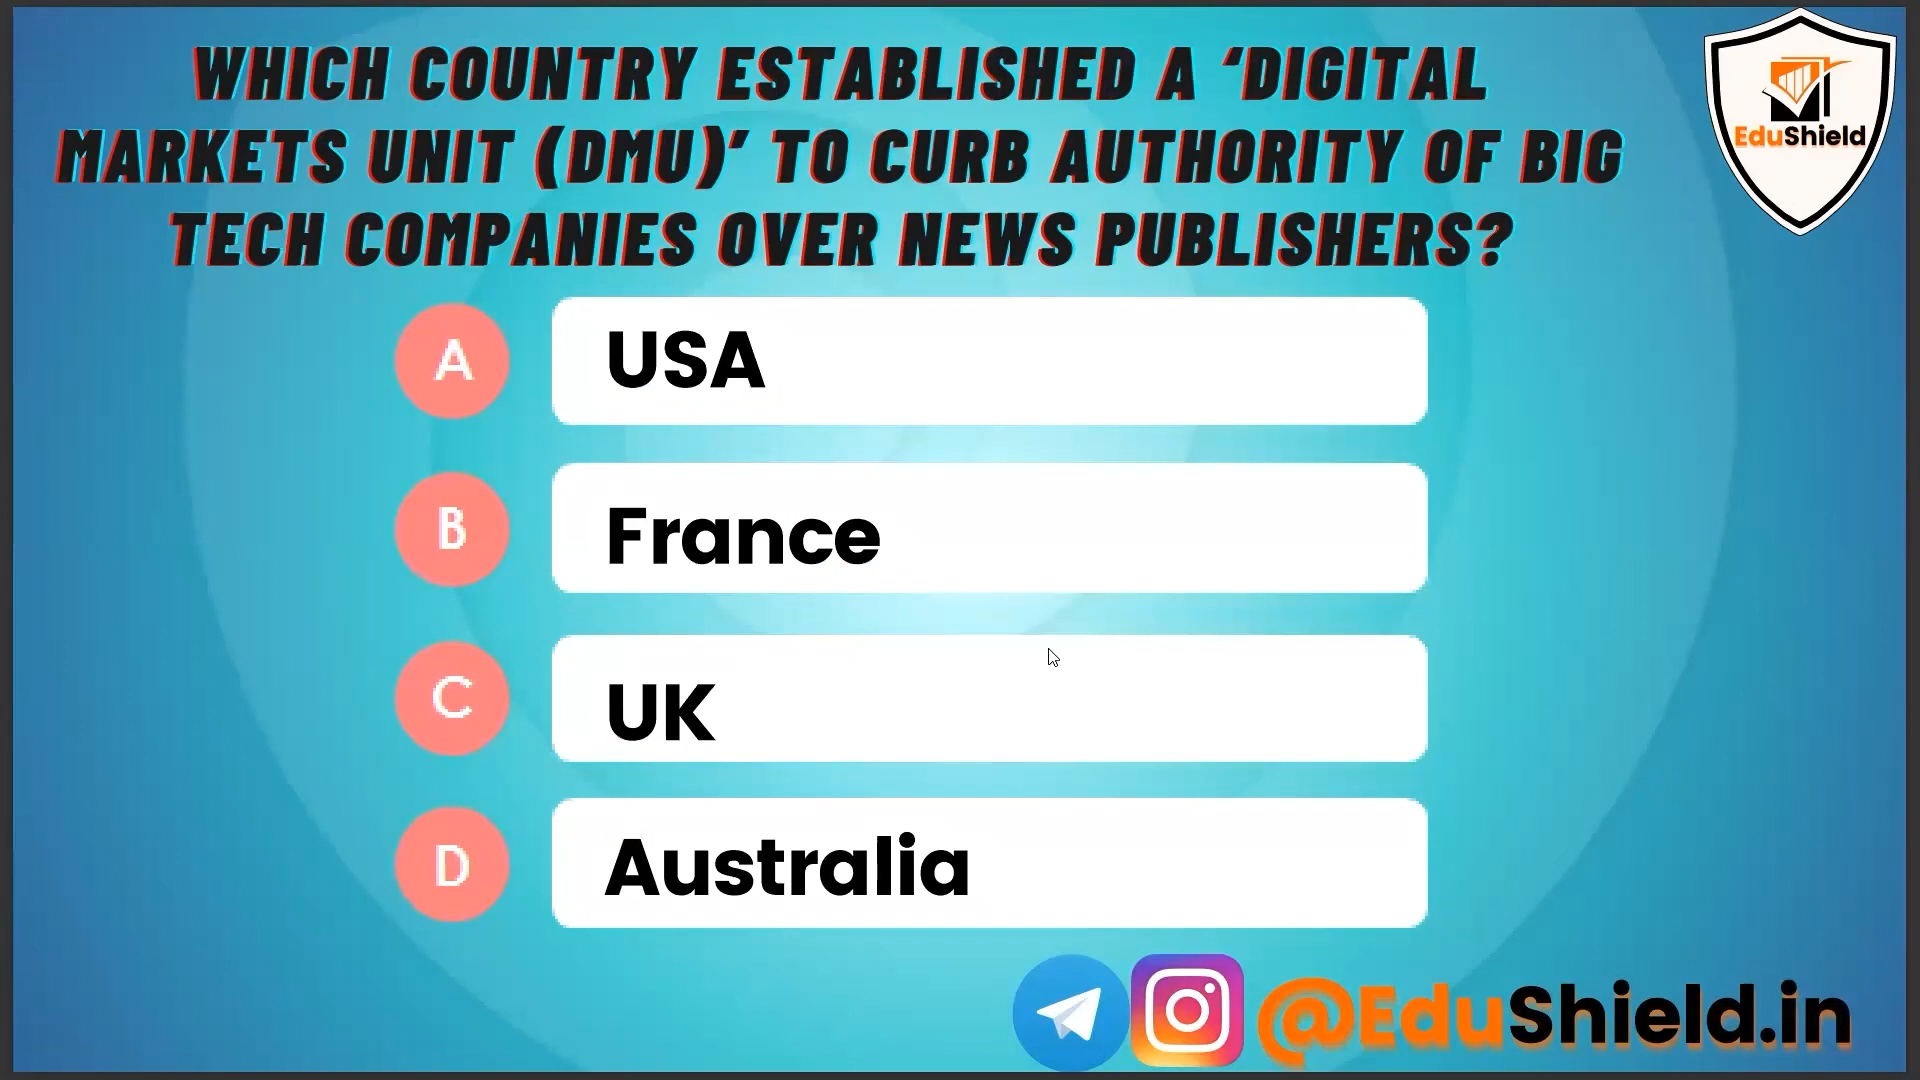 WHICH COUNTRY ESTABLISHED A ‘DIGITAL
MARKETS UNIT (DMU)’ TO CURB AUTHORITY OF BIG
TECH COMPANIES OVER NEWS PUBLISHERS?
EduShield
A USA
B France
C UK
D Australia
@EduShield.in